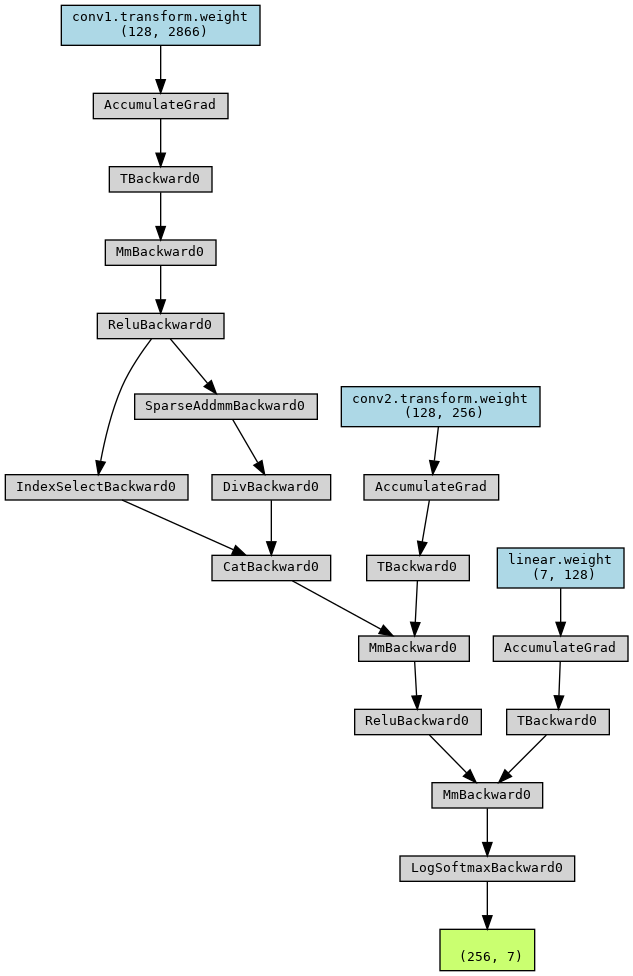 conv1.transform.weight
(128, 2866)
AccumulateGrad
TBackward0
MmBackward0
ReluBackward0
SparseAddmmBackward0
conv2.transform.weight
(128, 256)
IndexSelectBackward0
DivBackward0
AccumulateGrad
CatBackward0
TBackward0
linear.weight
(7, 128)
MmBackward0
AccumulateGrad
ReluBackward0
TBackward0
MmBackward0
LogSoftmaxBackward0
(256, 7)